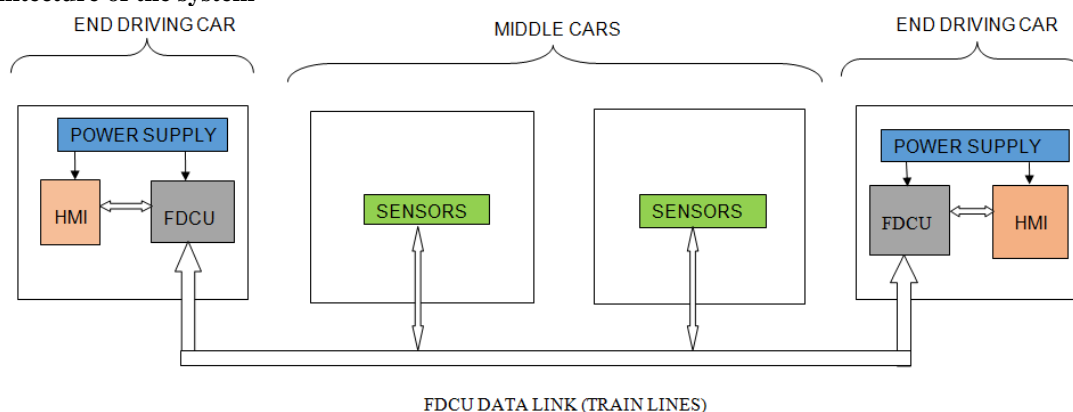 END DRIVING CAR
MIDDLE CARS
END DRIVING CAR
POWER SUPPLY
HMI
FDCU
SENSORS
SENSORS
POWER SUPPLY
FDCU
HMI
FDCU DATA LINK (TRAIN LINES)